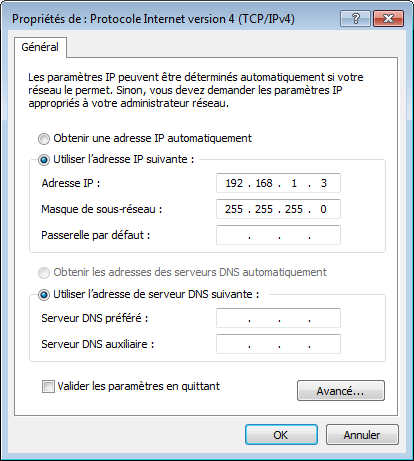 Propriétés de : Protocole Internet version 4 (TCP/IPv4)
Général
Les paramètres IP peuvent être déterminés automatiquement si votre
réseau le permet. Sinon, vous devez demander les paramètres IP
appropriés à votre administrateur réseau.
Obtenir une adresse IP automatiquement
Utiliser l'adresse IP suivante :
Adresse IP : 192 . 168 . 1 . 3
Masque de sous-réseau : 255 . 255 . 255 . 0
Passerelle par défaut : . . .
Obtenir les adresses des serveurs DNS automatiquement
Utiliser l'adresse de serveur DNS suivante :
Serveur DNS préféré : . . .
Serveur DNS auxiliaire : . . .
Valider les paramètres en quittant
Avancé...
OK Annuler